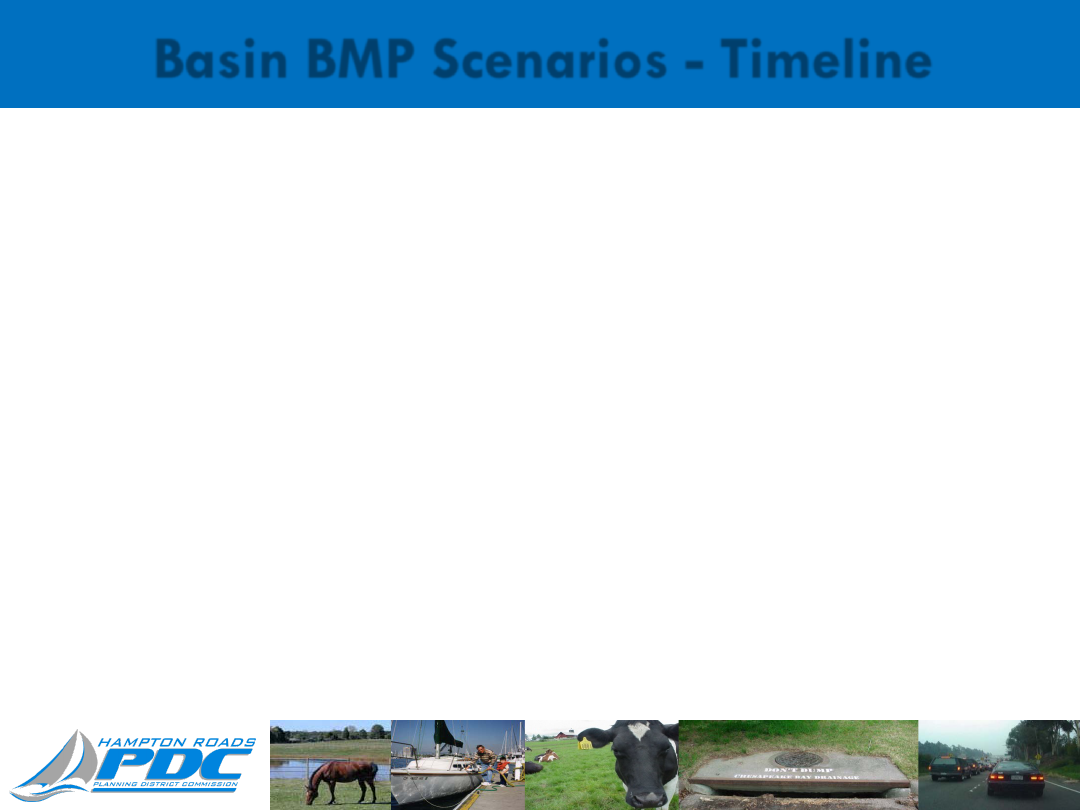 Basin BMP Scenarios - Timeline
HAMPTON ROADS
PDC
PLANNING DISTRICT COMMISSION
DON'T DUMP
CHESAPEAKE BAY DRAINAGE